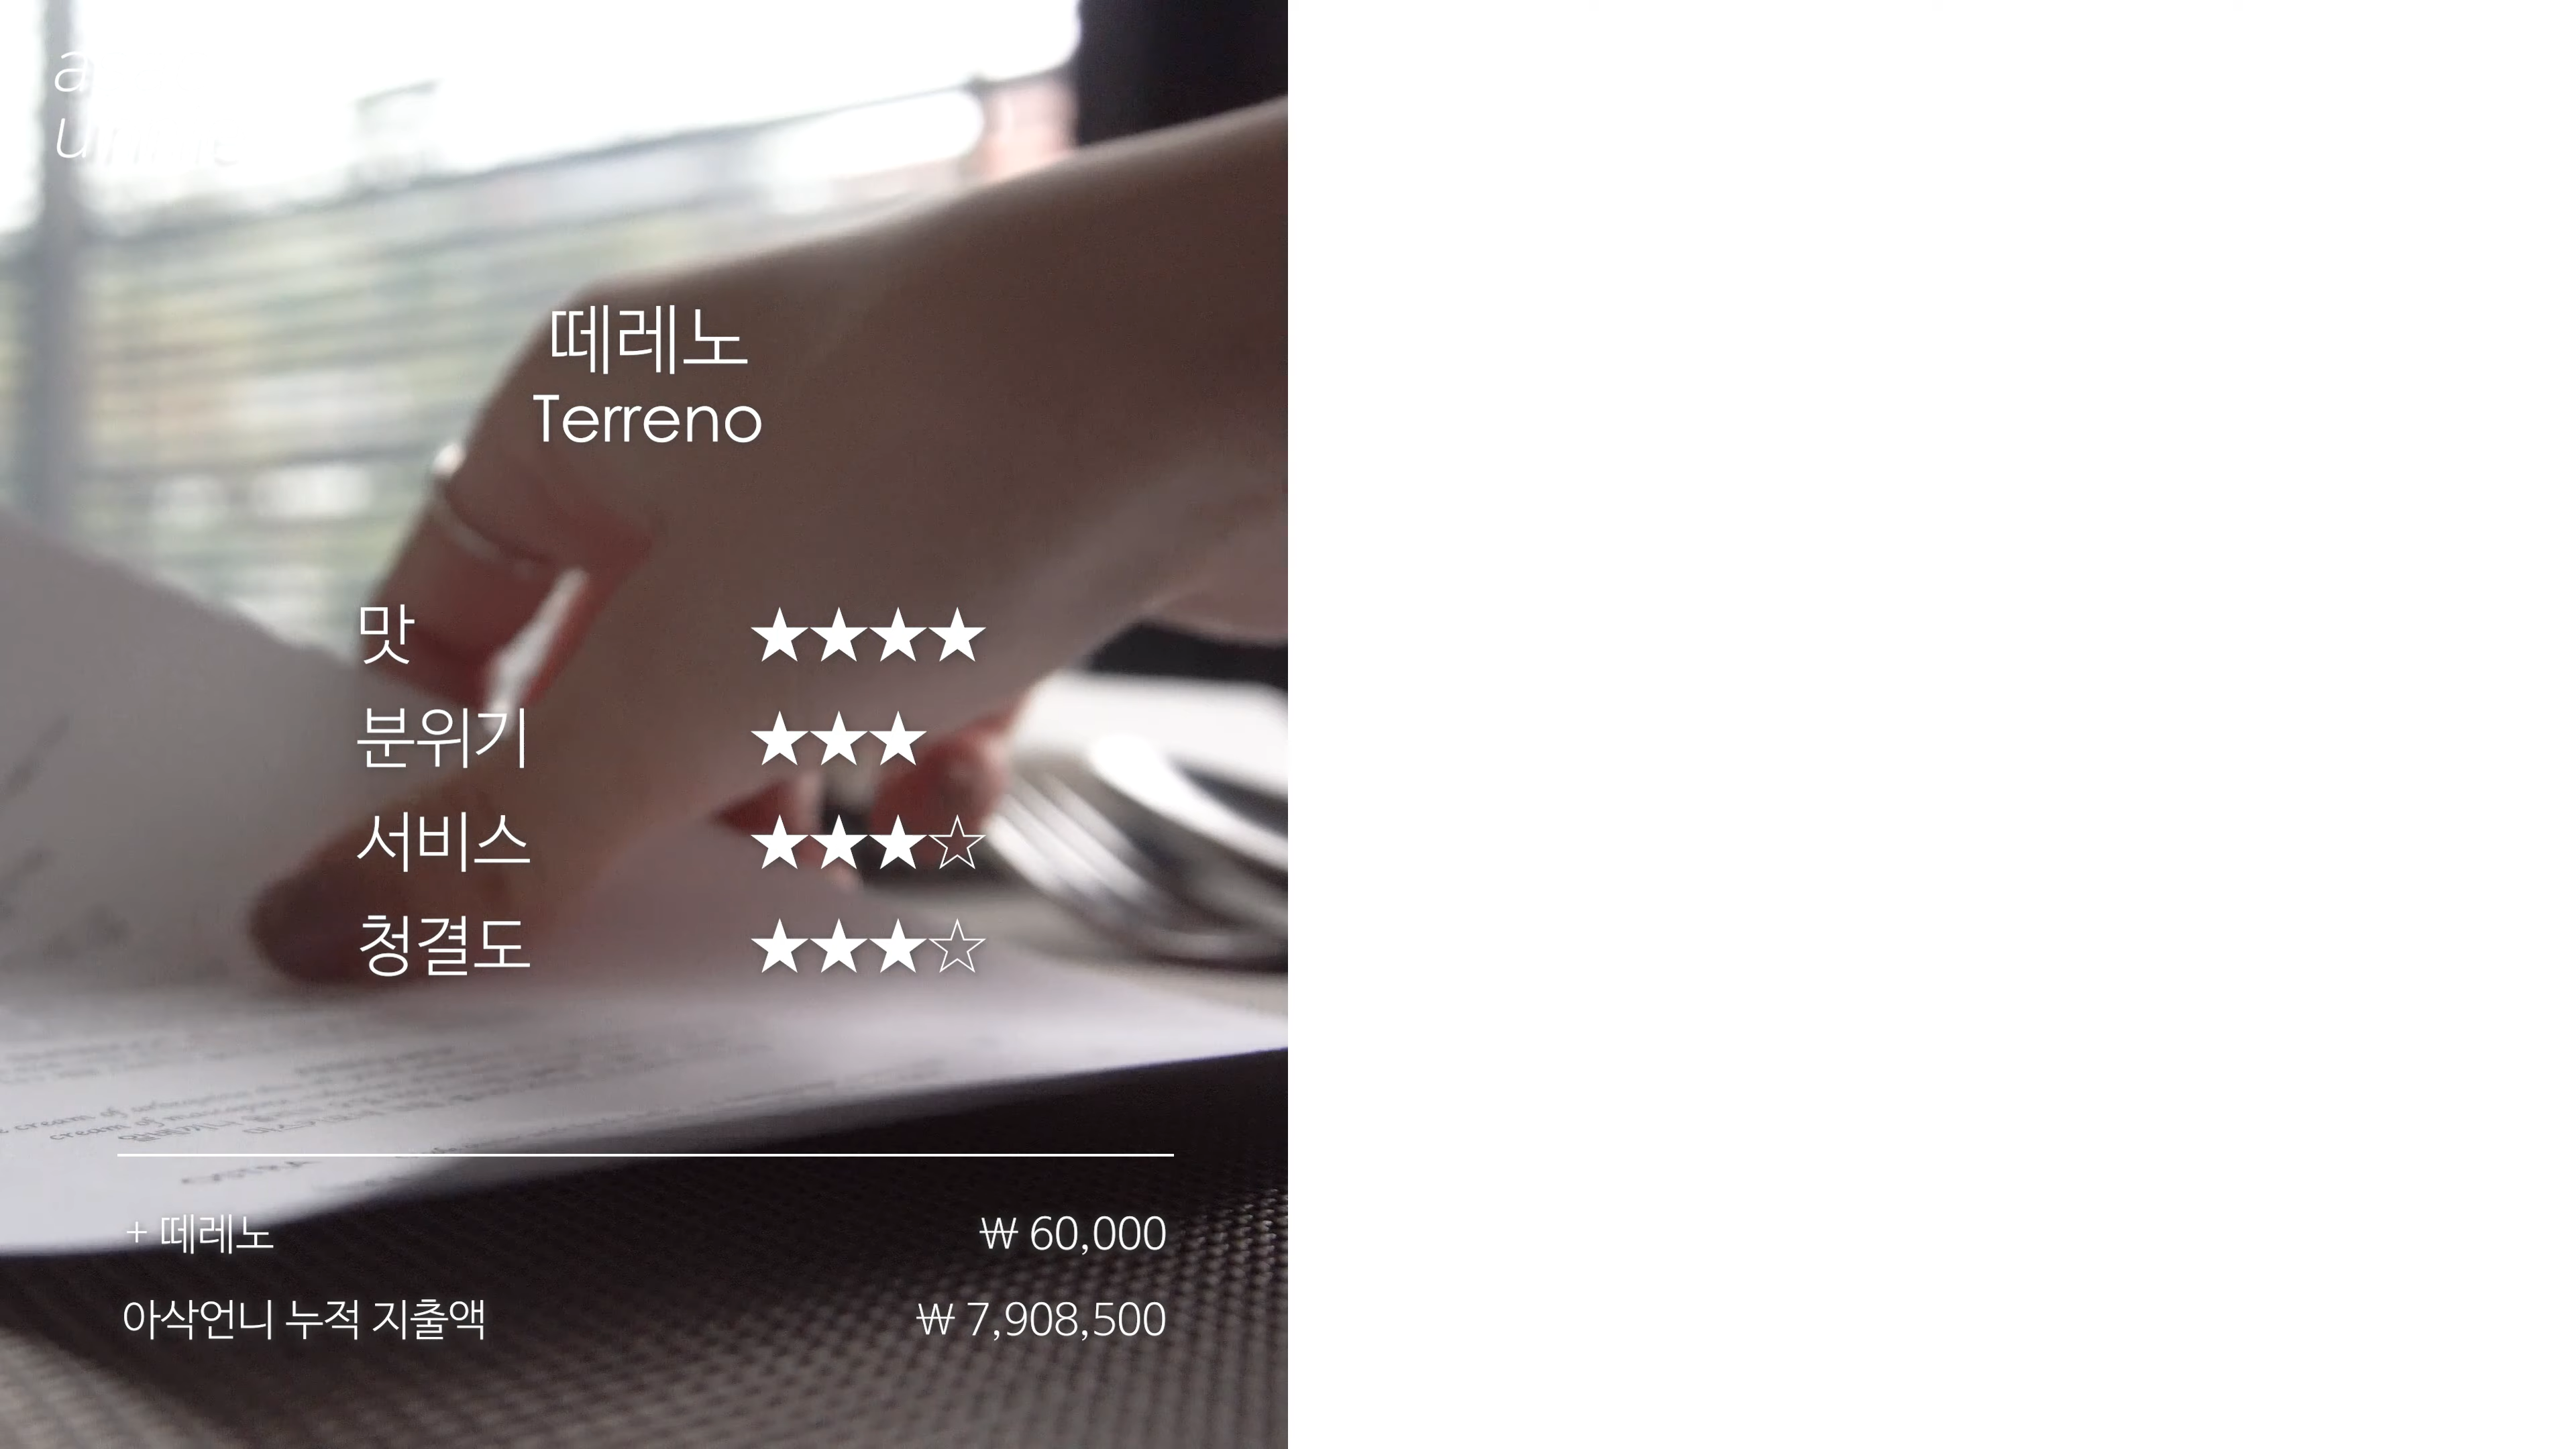 떼레노
Terreno
맛 ★★★★
분위기 ★★★
서비스 ★★★☆
청결도 ★★★☆
+ 떼레노 ₩ 60,000
아삭언니 누적 지출액 ₩ 7,908,500